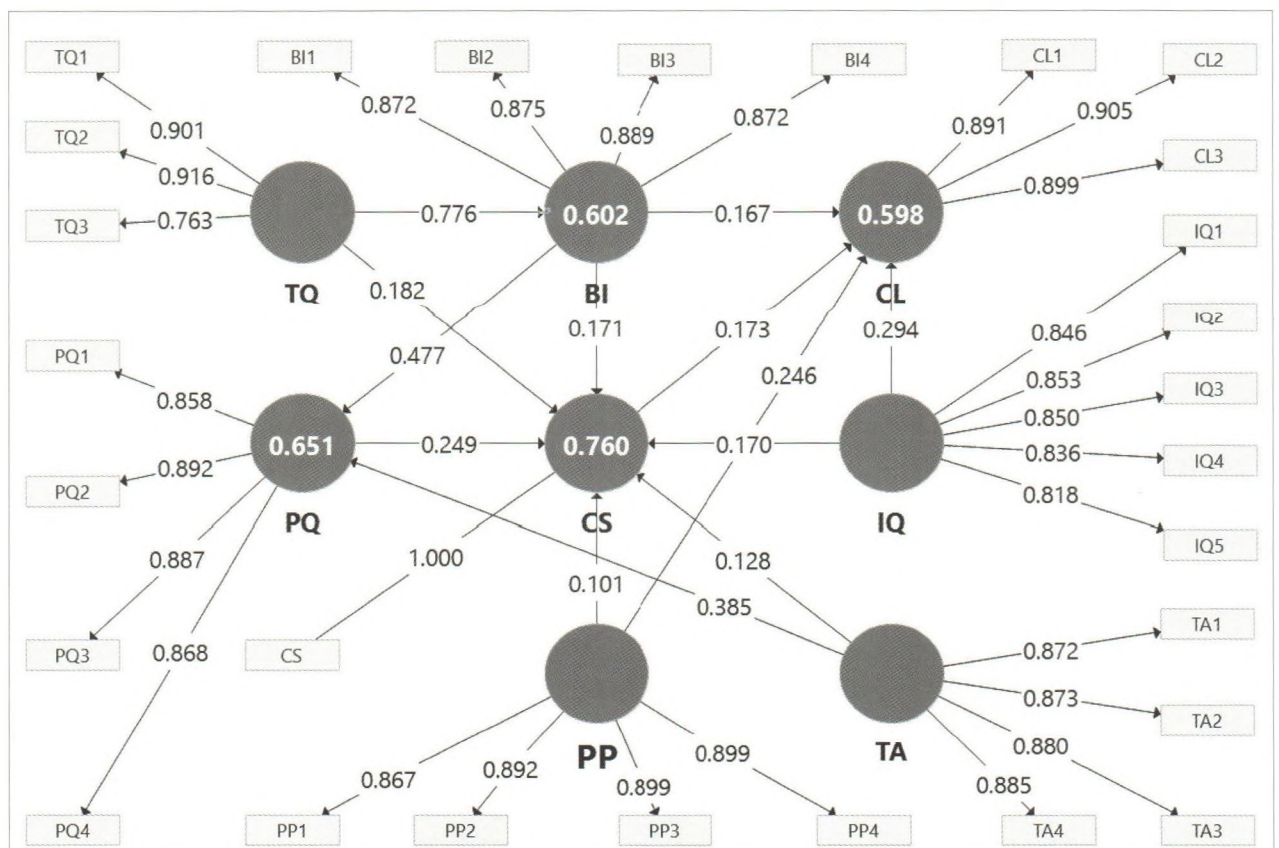 TQ1 BI1 BI2 BI3 BI4 CL1 CL2
0.872 0.875 0.889 0.872 0.891 0.905
TQ2 0.901
CL3
0.916 0.899
TQ3 0.763 0.776 0.602 0.167 0.598
IQ1
TQ BI CL
0.182
0.171 0.173 0.294 0.846 IQ2
PQ1 0.477 0.246 0.853 IQ3
0.858 0.850
0.651 0.249 0.760 0.170 0.836 IQ4
0.892
PQ2 0.818
PQ CS IQ
IQ5
0.887 1.000 0.101 0.128
0.385
PQ3 0.868 CS 0.872 TA1
0.873 TA2
PP TA 0.880
0.867 0.892 0.899 0.899 0.885
PQ4 PP1 PP2 PP3 PP4 TA4 TA3